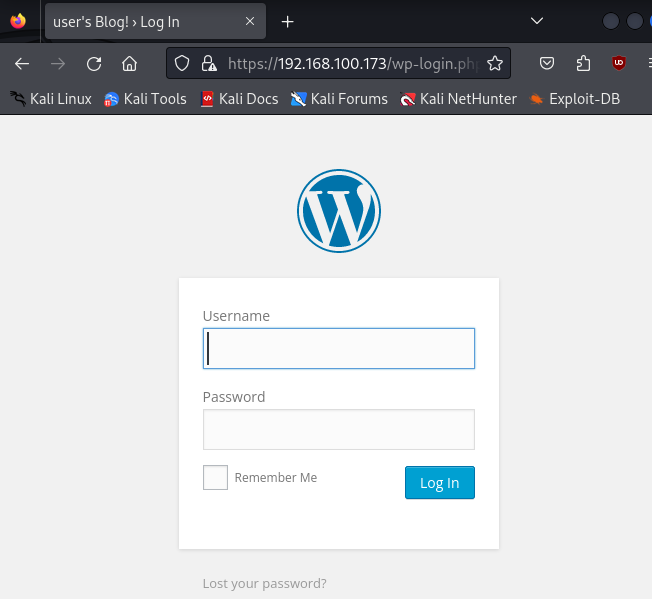 user's Blog! › Log In
https://192.168.100.173/wp-login.php
Kali Linux Kali Tools Kali Docs Kali Forums Kali NetHunter Exploit-DB
W
Username
Password
Remember Me Log In
Lost your password?